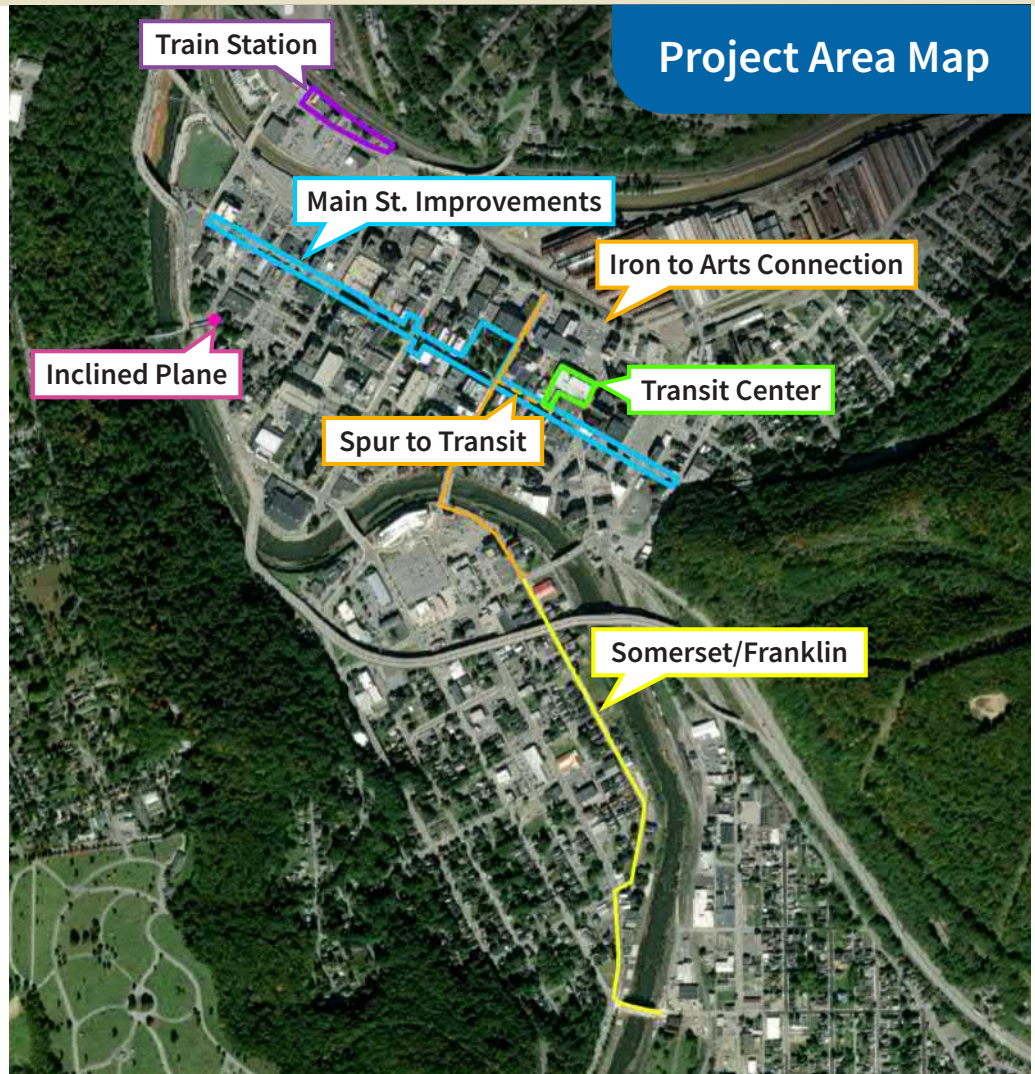 Project Area Map
Train Station
Main St. Improvements
Iron to Arts Connection
Inclined Plane
Transit Center
Spur to Transit
Somerset/Franklin